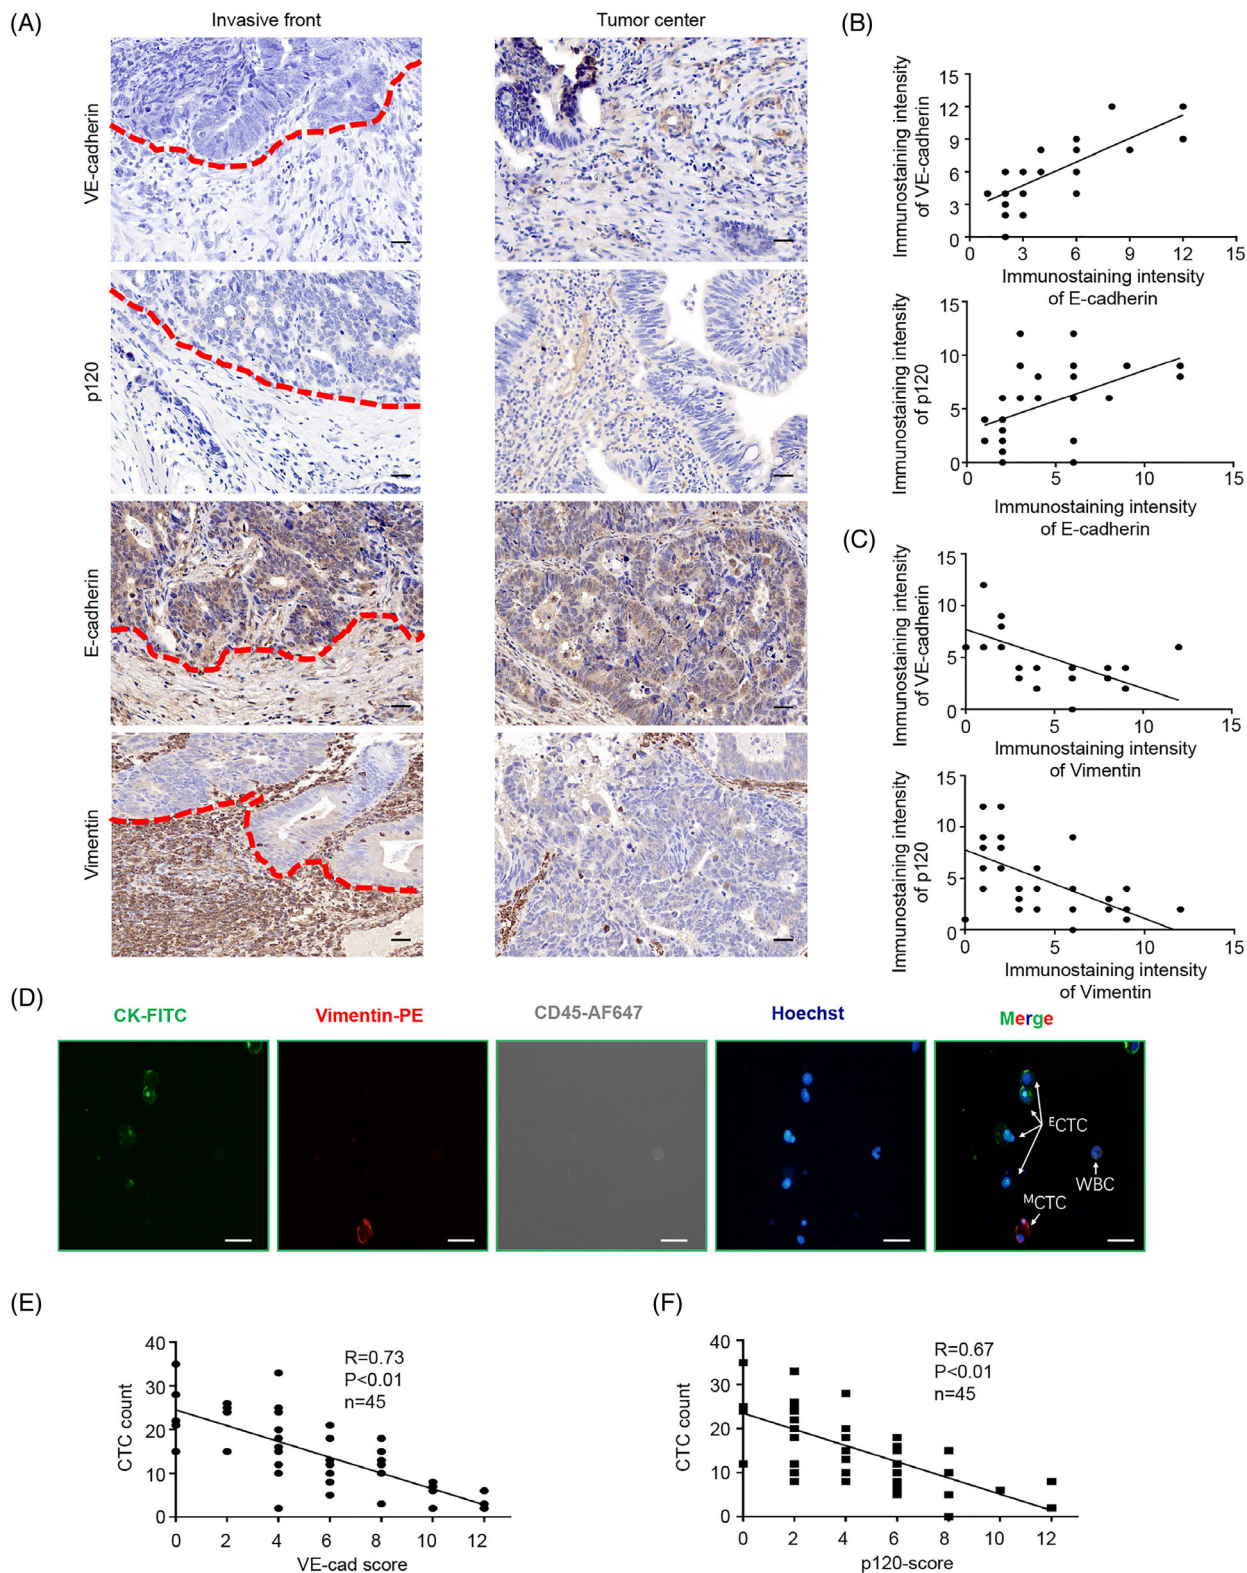 (A)
Invasive front
Tumor center
VE-cadherin
p120
E-cadherin
Vimentin
(B)
Immunostaining intensity
of VE-cadherin
15
12
9
6
3
0
0 3 6 9 12 15
Immunostaining intensity
of E-cadherin
Immunostaining intensity
of p120
15
10
5
0
0 5 10 15
Immunostaining intensity
of E-cadherin
(C)
Immunostaining intensity
of VE-cadherin
15
10
5
0
0 5 10 15
Immunostaining intensity
of Vimentin
Immunostaining intensity
of p120
15
10
5
0
0 5 10 15
Immunostaining intensity
of Vimentin
(D)
CK-FITC
Vimentin-PE
CD45-AF647
Hoechst
Merge
ECTC
WBC
MCTC
(E)
CTC count
40
30
20
10
0
R=0.73
P<0.01
n=45
0 2 4 6 8 10 12
VE-cad score
(F)
CTC count
40
30
20
10
0
R=0.67
P<0.01
n=45
0 2 4 6 8 10 12
p120-score